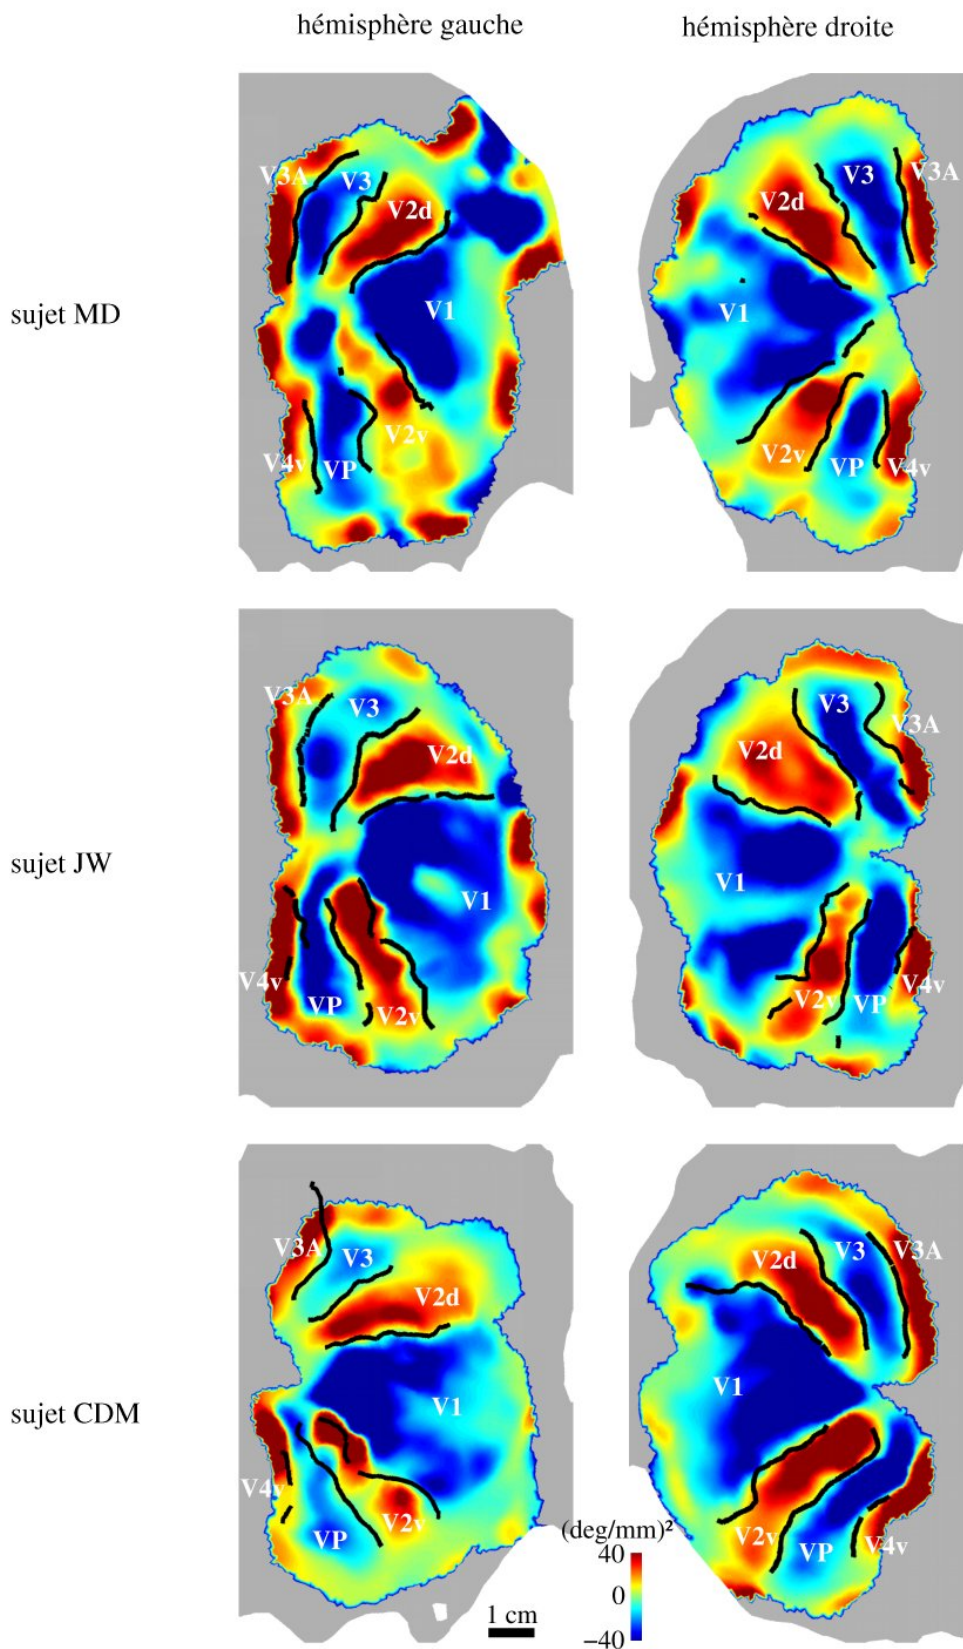 hémisphère gauche hémisphère droite
sujet MD
V3A
V3
V2d
V1
V2v
V4v
VP
V3
V3A
V2d
V1
V2v
VP
V4v
sujet JW
V3A
V3
V2d
V1
V4v
VP
V2v
V3
V3A
V2d
V1
V2v
VP
V4v
sujet CDM
V3A
V3
V2d
V1
V4v
VP
V2v
V2d
V3
V3A
V1
V2v
VP
V4v
(deg/mm)²
40
0
−40
1 cm